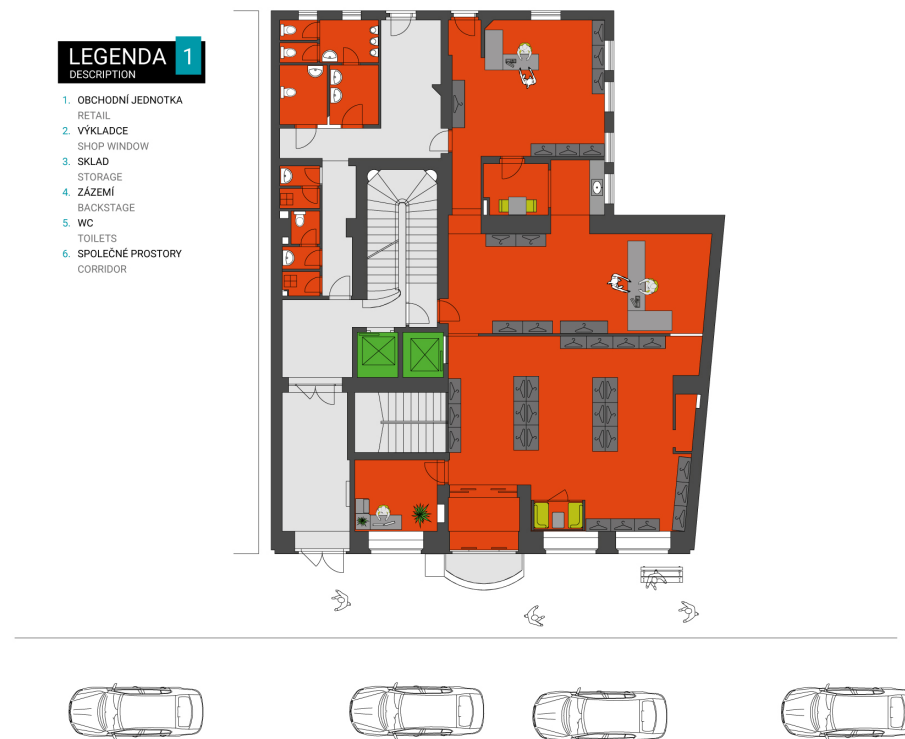 LEGENDA 1
DESCRIPTION
1. OBCHODNÍ JEDNOTKA
RETAIL
2. VÝKLADCE
SHOP WINDOW
3. SKLAD
STORAGE
4. ZÁZEMÍ
BACKSTAGE
5. WC
TOILETS
6. SPOLEČNÉ PROSTORY
CORRIDOR